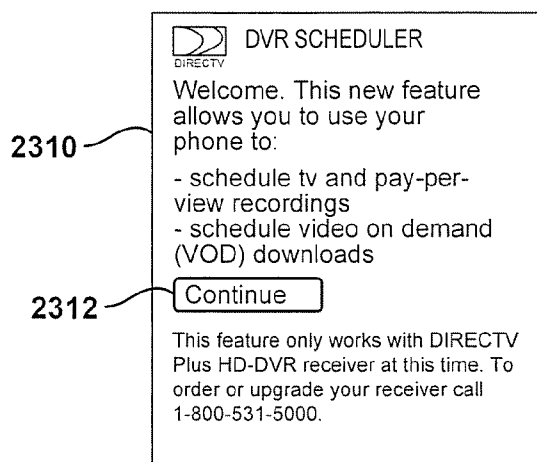 DVR SCHEDULER
DIRECTV
Welcome. This new feature
allows you to use your
phone to:
2310
- schedule tv and pay-per-
view recordings
- schedule video on demand
(VOD) downloads
2312
Continue
This feature only works with DIRECTV
Plus HD-DVR receiver at this time. To
order or upgrade your receiver call
1-800-531-5000.